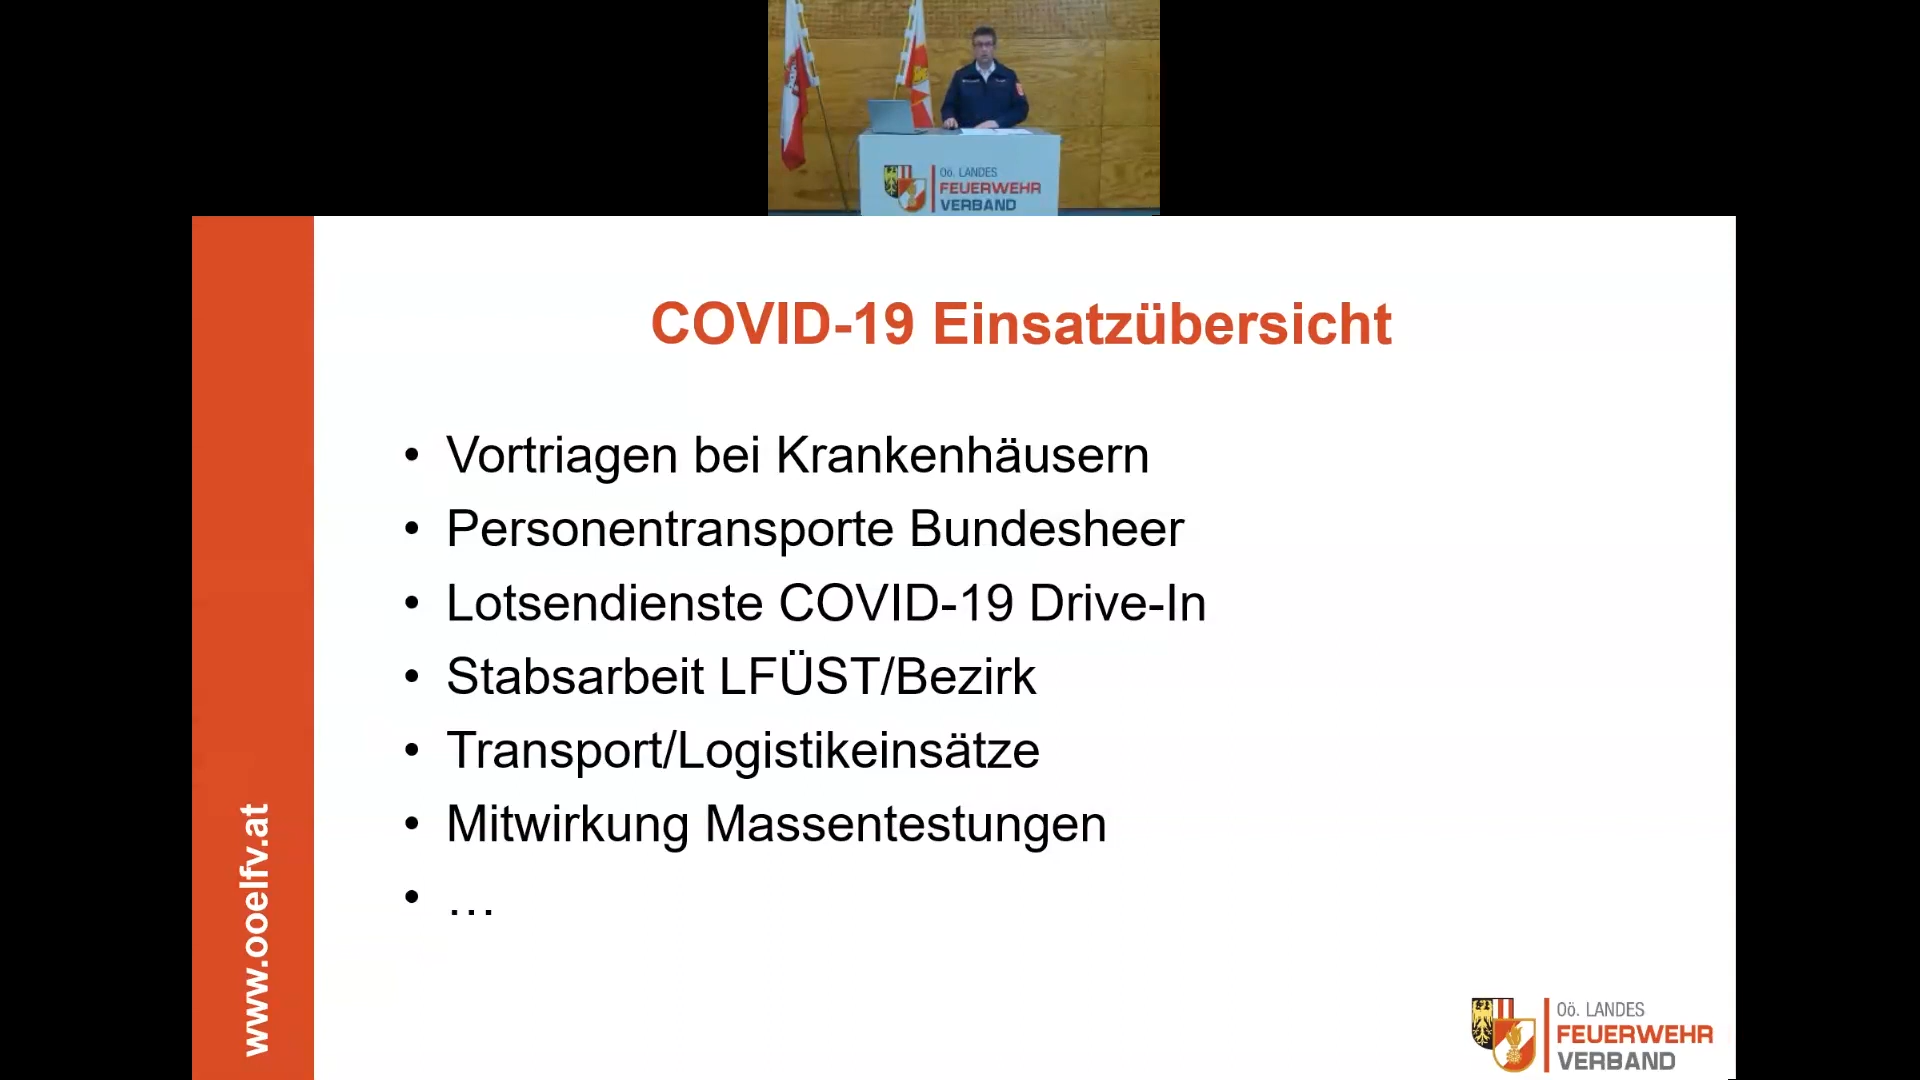 Oö. LANDES
FEUERWEHR
VERBAND
COVID-19 Einsatzübersicht
• Vortriagen bei Krankenhäusern
• Personentransporte Bundesheer
• Lotsendienste COVID-19 Drive-In
• Stabsarbeit LFÜST/Bezirk
• Transport/Logistikeinsätze
• Mitwirkung Massentestungen
• …
www.ooelfv.at
Oö. LANDES
FEUERWEHR
VERBAND